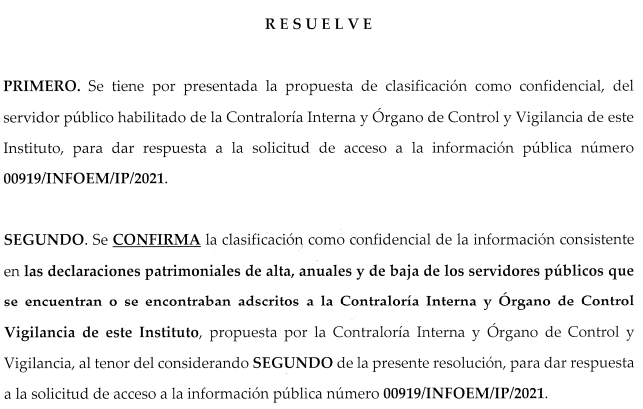 R E S U E L V E
PRIMERO. Se tiene por presentada la propuesta de clasificación como confidencial, del
servidor público habilitado de la Contraloría Interna y Órgano de Control y Vigilancia de este
Instituto, para dar respuesta a la solicitud de acceso a la información pública número
00919/INFOEM/IP/2021.
SEGUNDO. Se CONFIRMA la clasificación como confidencial de la información consistente
en las declaraciones patrimoniales de alta, anuales y de baja de los servidores públicos que
se encuentran o se encontraban adscritos a la Contraloría Interna y Órgano de Control
Vigilancia de este Instituto, propuesta por la Contraloría Interna y Órgano de Control y
Vigilancia, al tenor del considerando SEGUNDO de la presente resolución, para dar respuesta
a la solicitud de acceso a la información pública número 00919/INFOEM/IP/2021.